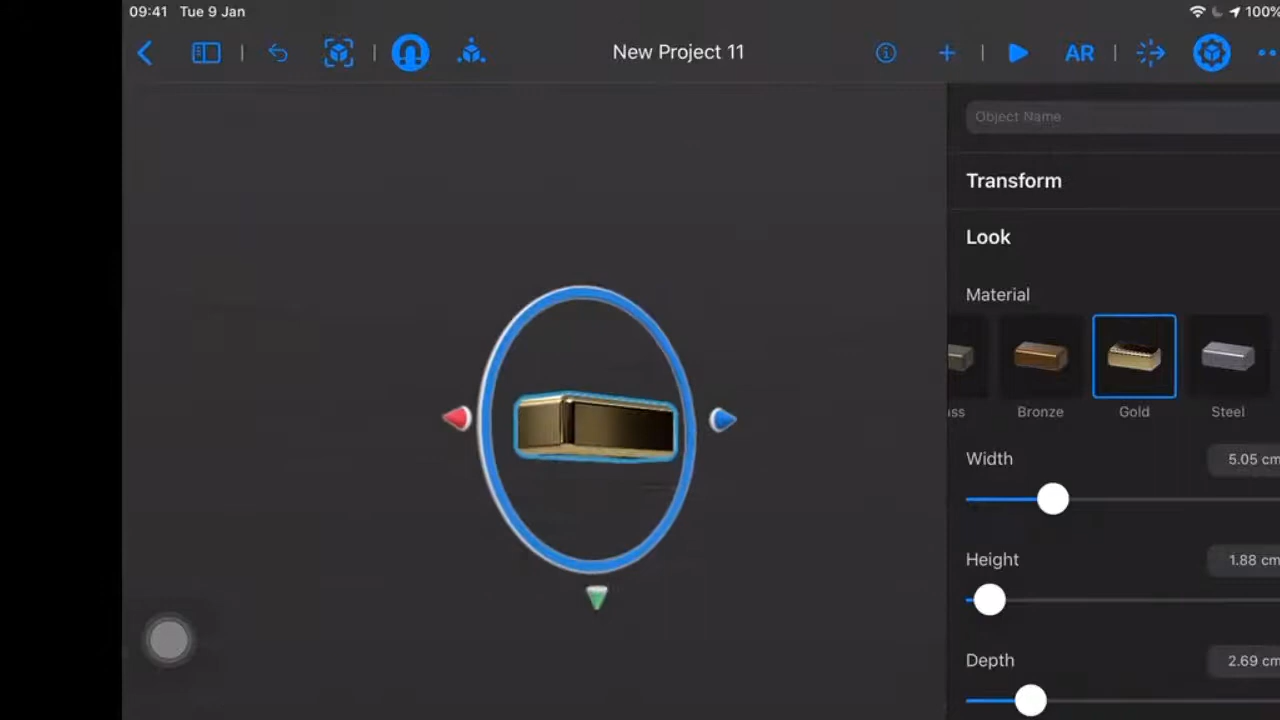 09:41 Tue 9 Jan 100%
New Project 11 AR
Object Name
Transform
Look
Material
ss Bronze Gold Steel
Width 5.05 cm
Height 1.88 cm
Depth 2.69 cm